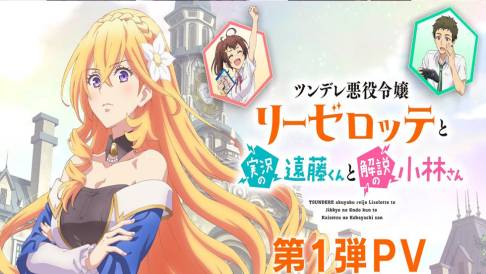 ツンデレ悪役令嬢
リーゼロッテと
実況の遠藤くんと解説の小林さん
TSUNDERE akuyaku reijo Liselotte to
Jikkyo no Endo kun to
Kaisetsu no Kobayashi san
第1弾PV